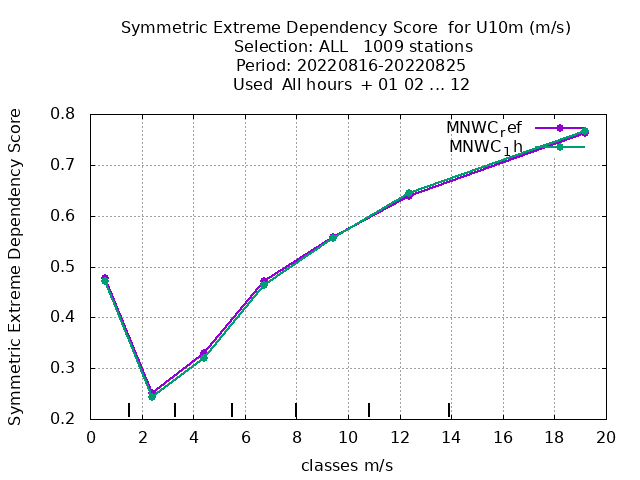 Symmetric Extreme Dependency Score  for U10m (m/s)
Selection: ALL   1009 stations
Period: 20220816-20220825
Used  All hours  + 01 02 ... 12
Symmetric Extreme Dependency Score
0.8
0.7
0.6
0.5
0.4
0.3
0.2
MNWCref
MNWC1h
0 2 4 6 8 10 12 14 16 18 20
classes m/s